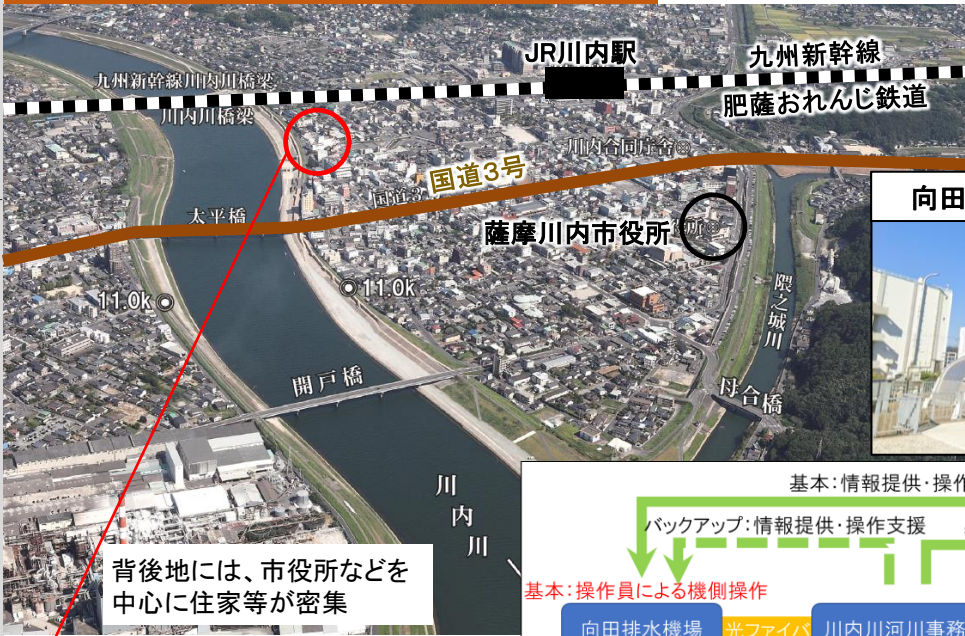 JR川内駅
九州新幹線
九州新幹線川内川橋梁
肥薩おれんじ鉄道
川内川橋梁
川内合同庁舎
国道3号
国道3
太平橋
向田
薩摩川内市役所
所
11.0k
11.0k
隈之城川
開戸橋
母合橋
川内川
基本:情報提供・操作
バックアップ:情報提供・操作支援
背後地には、市役所などを
中心に住家等が密集
基本:操作員による機側操作
向田排水機場
光ファイバ
川内川河川事務